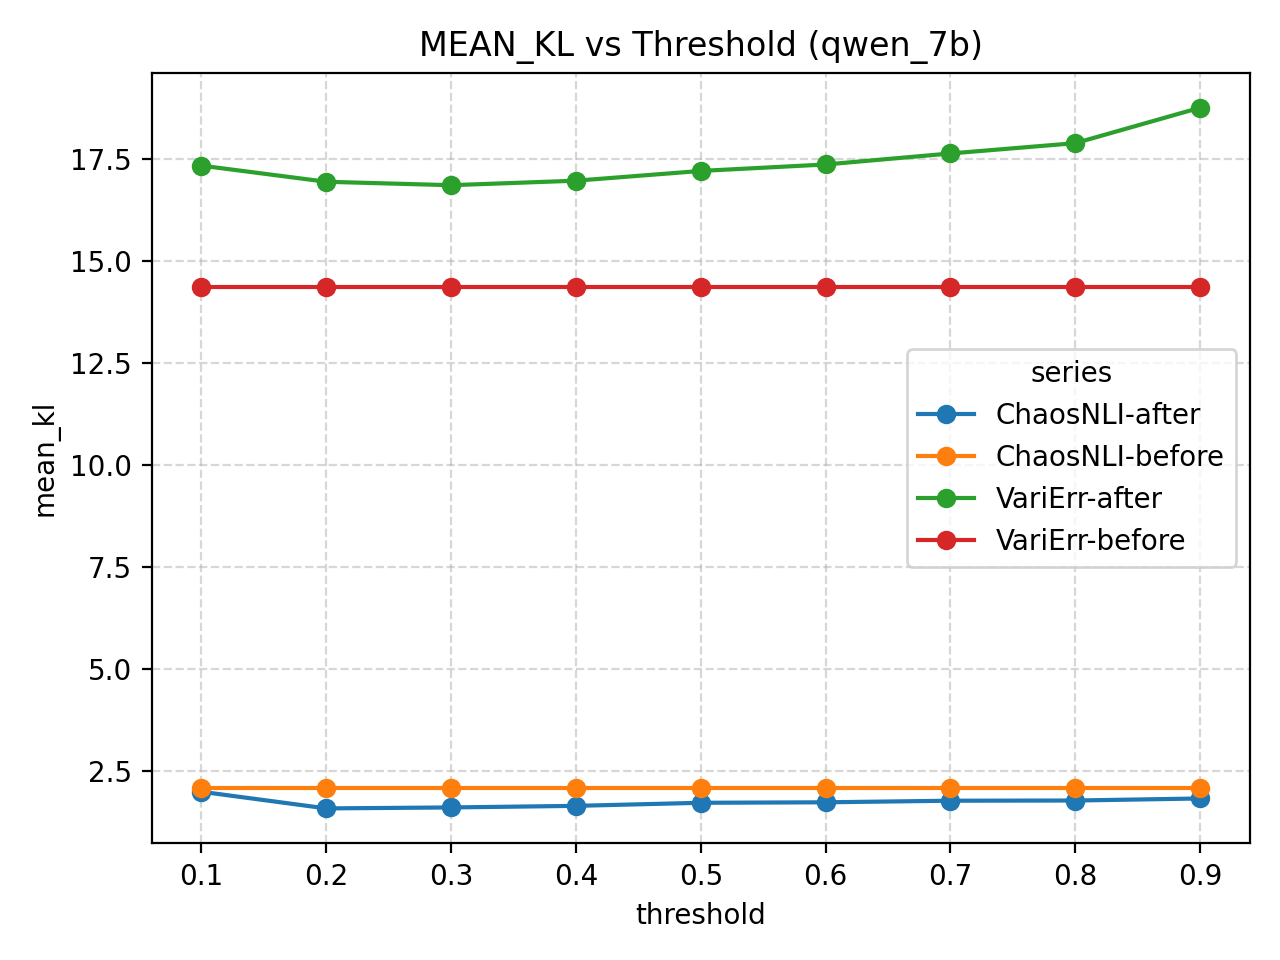 MEAN_KL vs Threshold (qwen_7b)
mean_kl
17.5
15.0
12.5
10.0
7.5
5.0
2.5
series
ChaosNLI-after
ChaosNLI-before
VariErr-after
VariErr-before
0.1 0.2 0.3 0.4 0.5 0.6 0.7 0.8 0.9
threshold